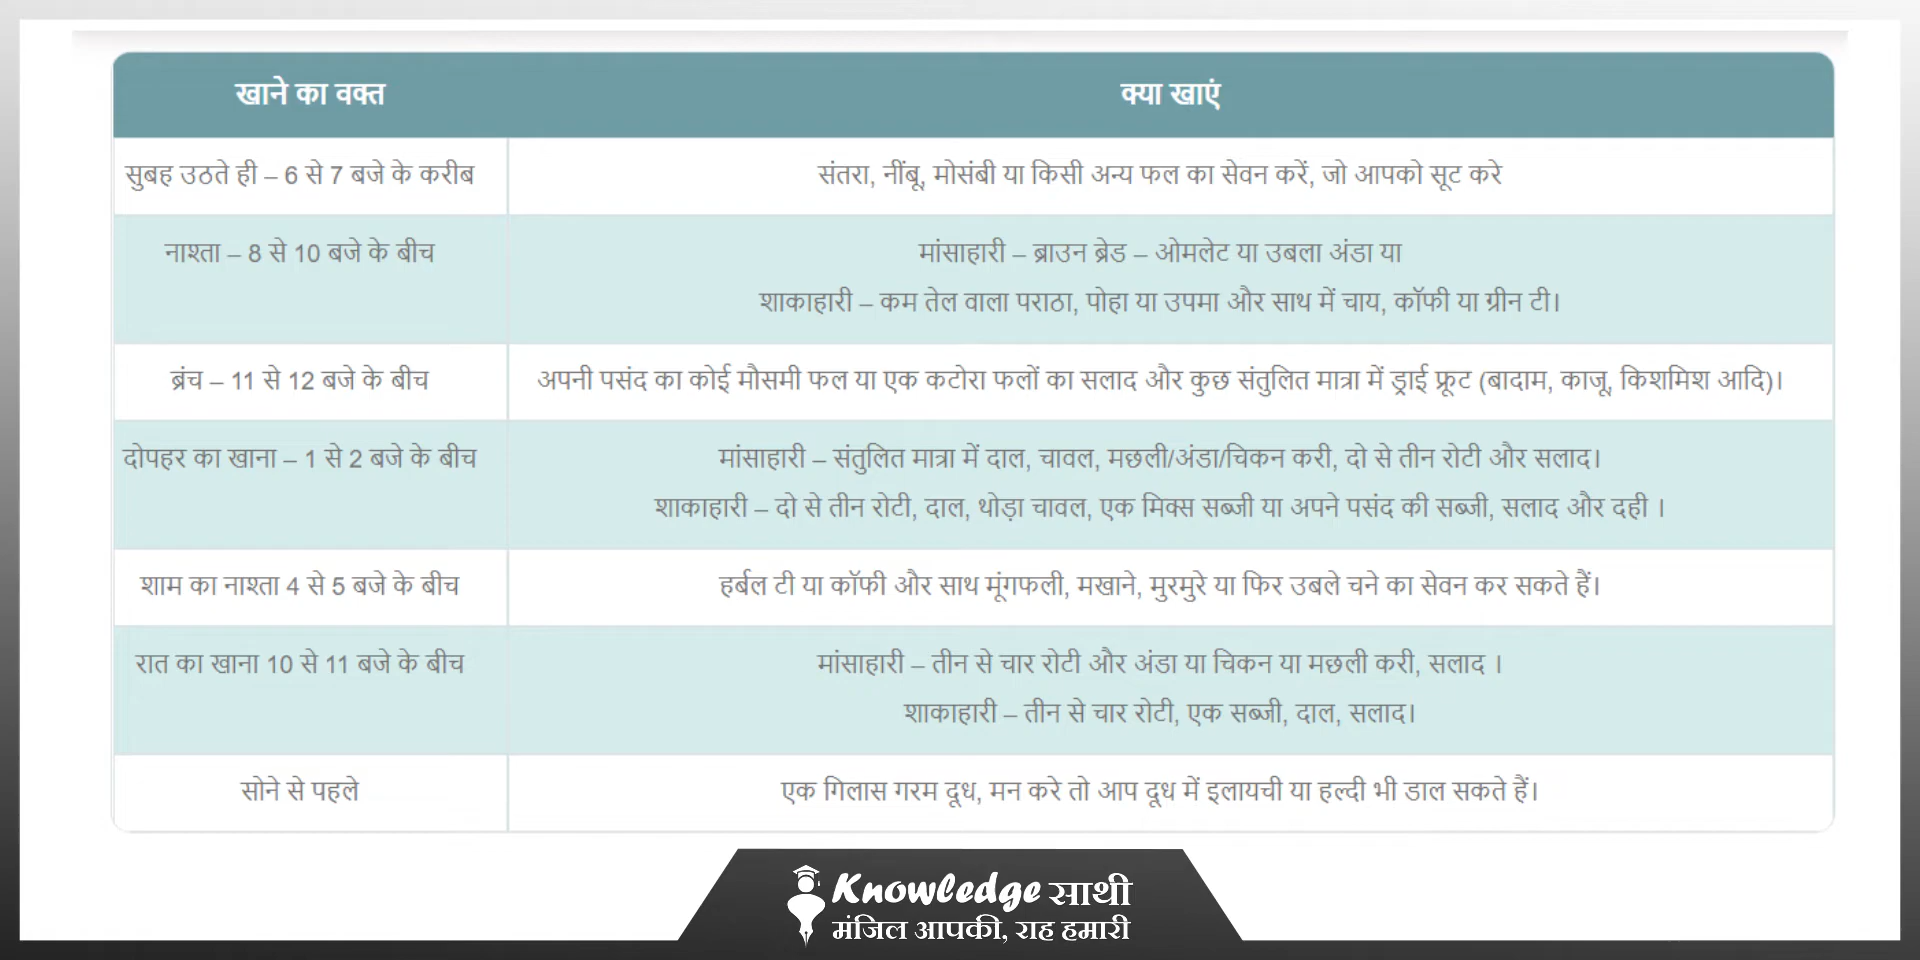 खाने का वक्त
क्या खाएं
सुबह उठते ही – 6 से 7 बजे के करीब
संतरा, नींबू, मोसंबी या किसी अन्य फल का सेवन करें, जो आपको सूट करे
नाश्ता – 8 से 10 बजे के बीच
मांसाहारी – ब्राउन ब्रेड – ओमलेट या उबला अंडा या
शाकाहारी – कम तेल वाला पराठा, पोहा या उपमा और साथ में चाय, कॉफी या ग्रीन टी।
ब्रंच – 11 से 12 बजे के बीच
अपनी पसंद का कोई मौसमी फल या एक कटोरा फलों का सलाद और कुछ संतुलित मात्रा में ड्राई फ्रूट (बादाम, काजू, किशमिश आदि)।
दोपहर का खाना – 1 से 2 बजे के बीच
मांसाहारी – संतुलित मात्रा में दाल, चावल, मछली/अंडा/चिकन करी, दो से तीन रोटी और सलाद।
शाकाहारी – दो से तीन रोटी, दाल, थोड़ा चावल, एक मिक्स सब्जी या अपने पसंद की सब्जी, सलाद और दही ।
शाम का नाश्ता 4 से 5 बजे के बीच
हर्बल टी या कॉफी और साथ मूंगफली, मखाने, मुरमुरे या फिर उबले चने का सेवन कर सकते हैं।
रात का खाना 10 से 11 बजे के बीच
मांसाहारी – तीन से चार रोटी और अंडा या चिकन या मछली करी, सलाद ।
शाकाहारी – तीन से चार रोटी, एक सब्जी, दाल, सलाद।
सोने से पहले
एक गिलास गरम दूध, मन करे तो आप दूध में इलायची या हल्दी भी डाल सकते हैं।
Knowledge साथी
मंजिल आपकी, राह हमारी